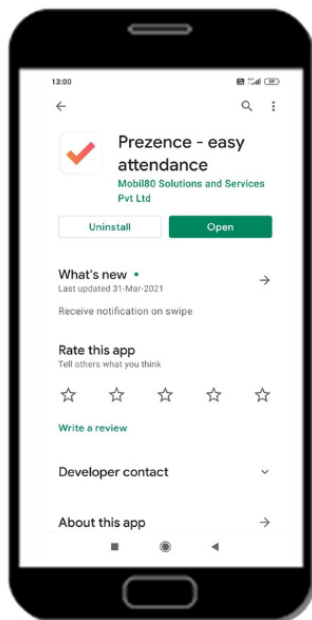 13:00
Prezence - easy
attendance
Mobil80 Solutions and Services
Pvt Ltd
Uninstall
Open
What's new •
Last updated 31-Mar-2021
Receive notification on swipe
Rate this app
Tell others what you think
Write a review
Developer contact
About this app